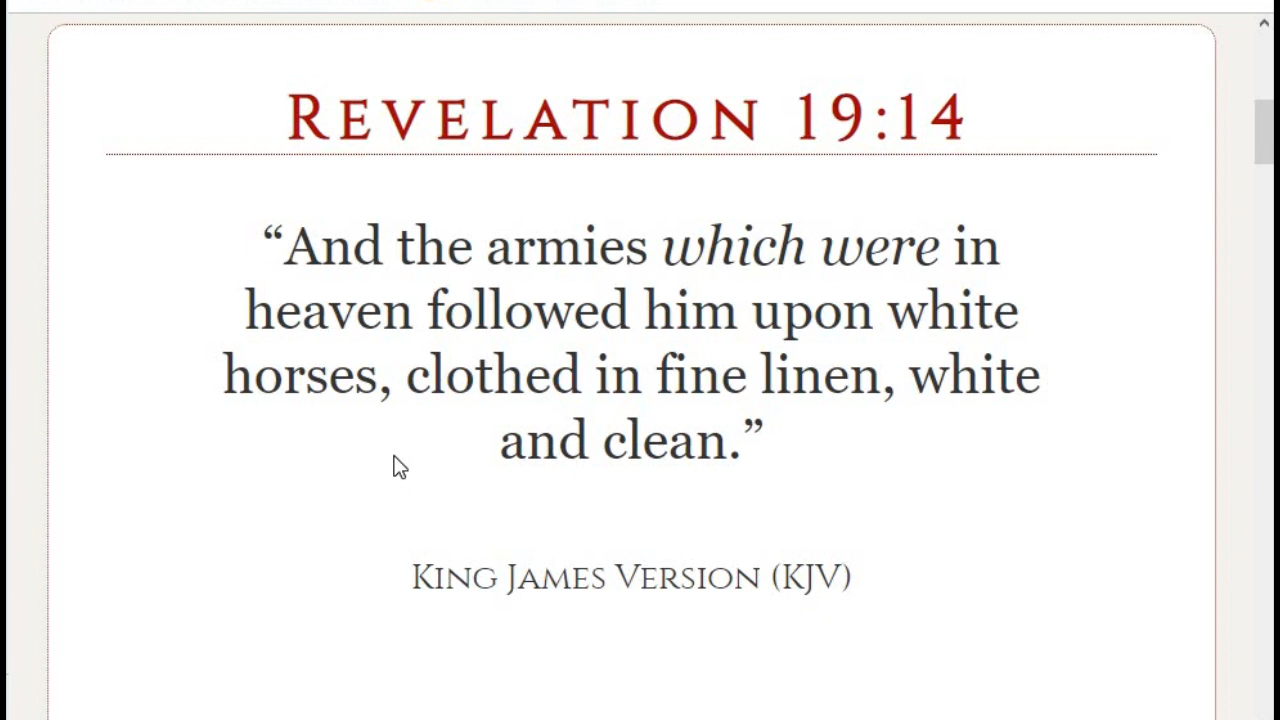 Revelation 19:14
“And the armies which were in
heaven followed him upon white
horses, clothed in fine linen, white
and clean.”
King James Version (KJV)